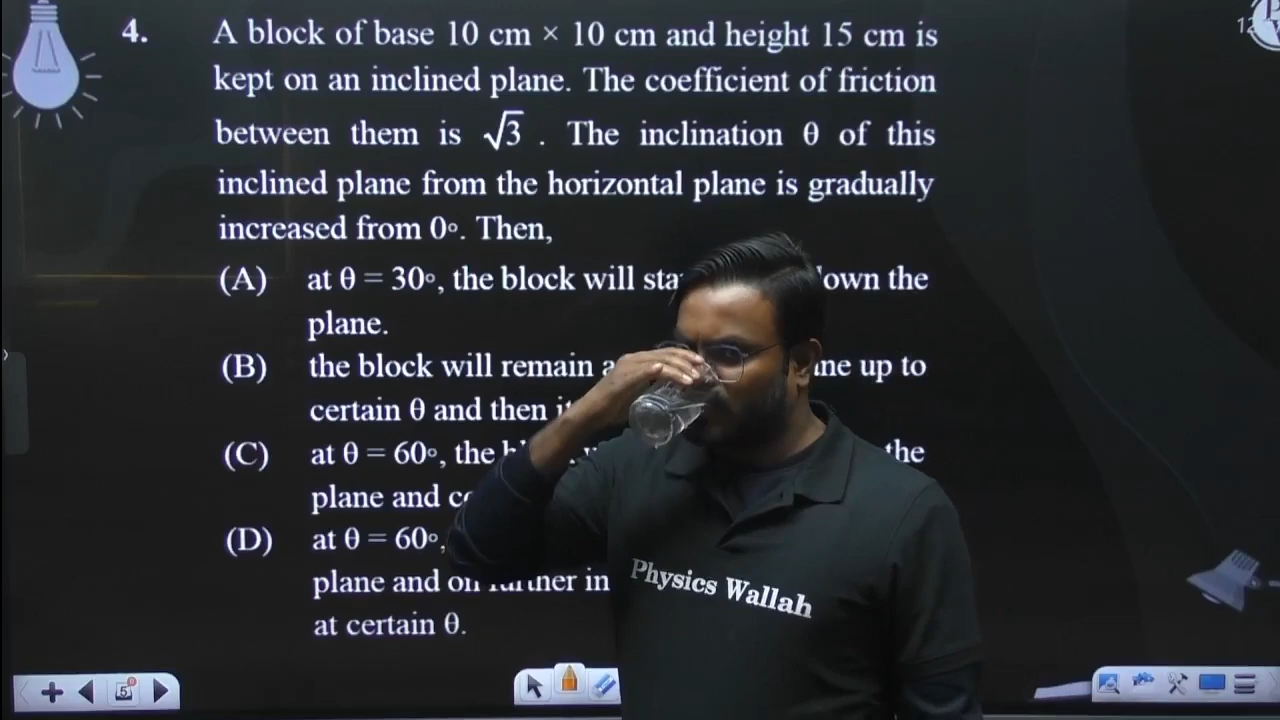 4. A block of base 10 cm × 10 cm and height 15 cm is
kept on an inclined plane. The coefficient of friction
between them is √3 . The inclination θ of this
inclined plane from the horizontal plane is gradually
increased from 0°. Then,
(A) at θ = 30°, the block will the
plane.
(B) the block will remain up to
certain θ and then
(C) at θ = 60°, the the
plane and
(D) at θ = 60°,
plane and on further
at certain θ.
Physics Wallah
5